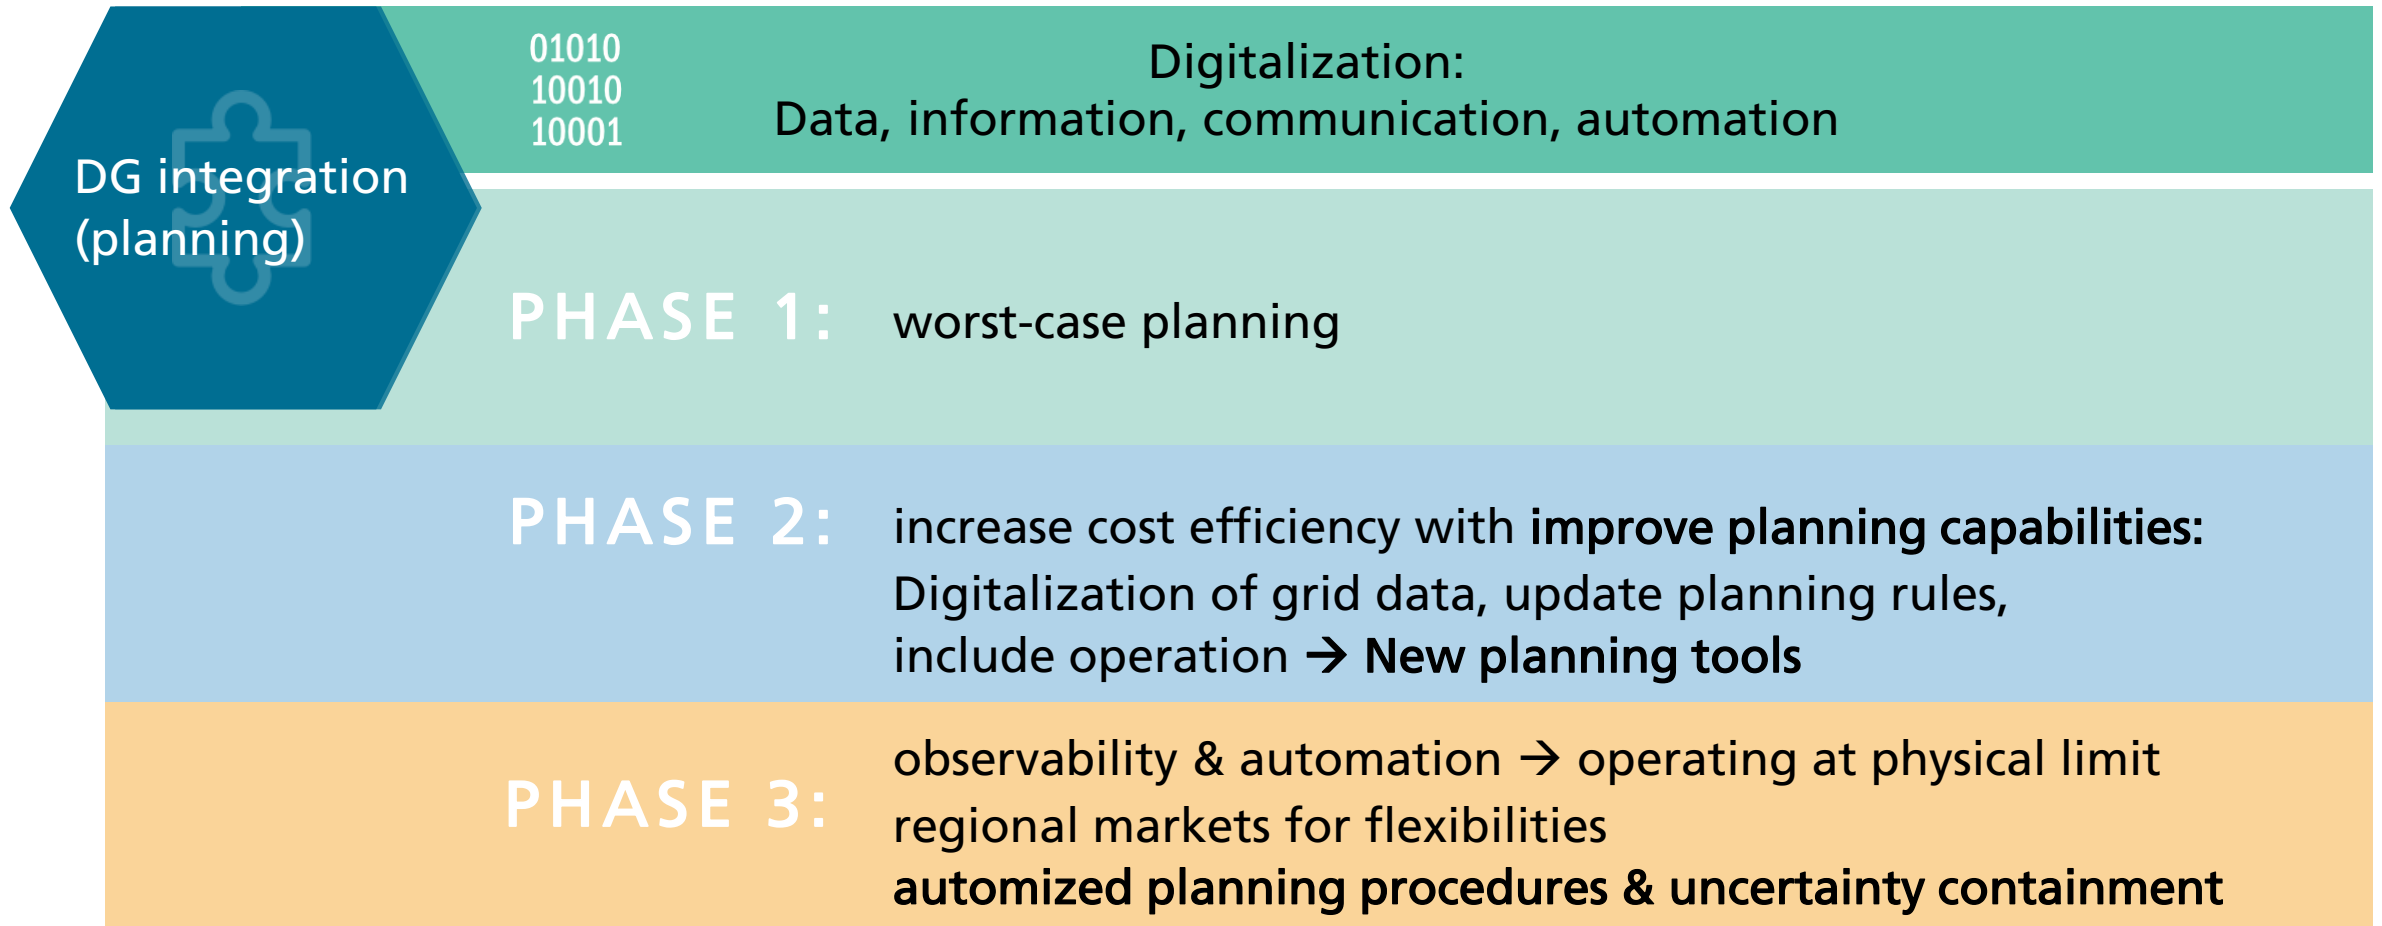 DG integration
(planning)
01010
10010
10001
Digitalization:
Data, information, communication, automation
PHASE 1:
worst-case planning
PHASE 2:
increase cost efficiency with improve planning capabilities:
Digitalization of grid data, update planning rules,
include operation → New planning tools
PHASE 3:
observability & automation → operating at physical limit
regional markets for flexibilities
automized planning procedures & uncertainty containment